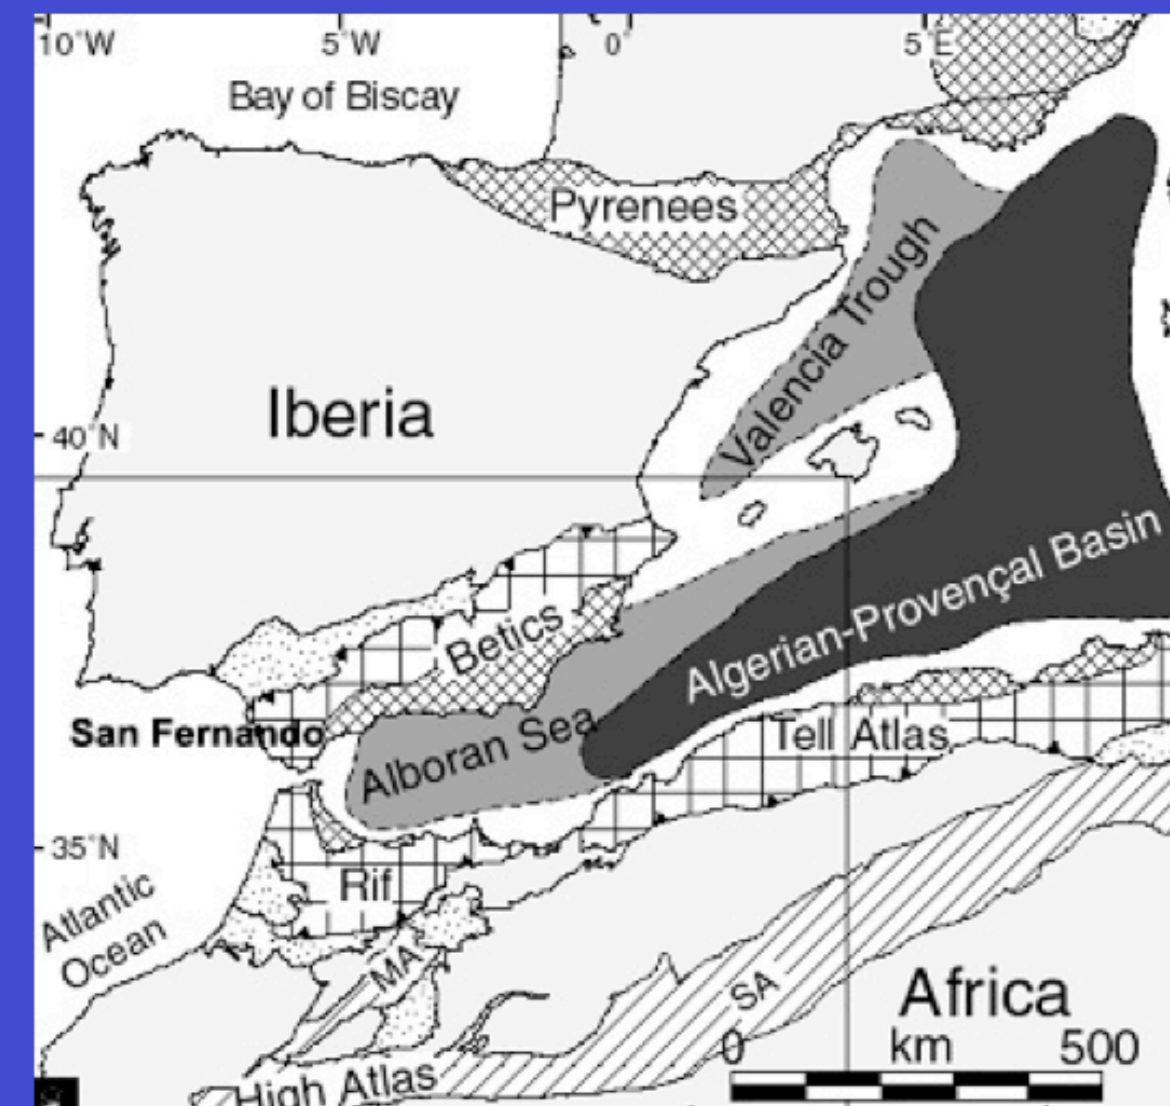 10°W
5°W
0°
5°E
Bay of Biscay
Pyrenees
Valencia Trough
Iberia
40°N
Betics
Algerian-Provençal Basin
San Fernando
Alboran Sea
Tell Atlas
35°N
Rif
Atlantic
Ocean
MA
SA
Africa
0 km 500
High Atlas